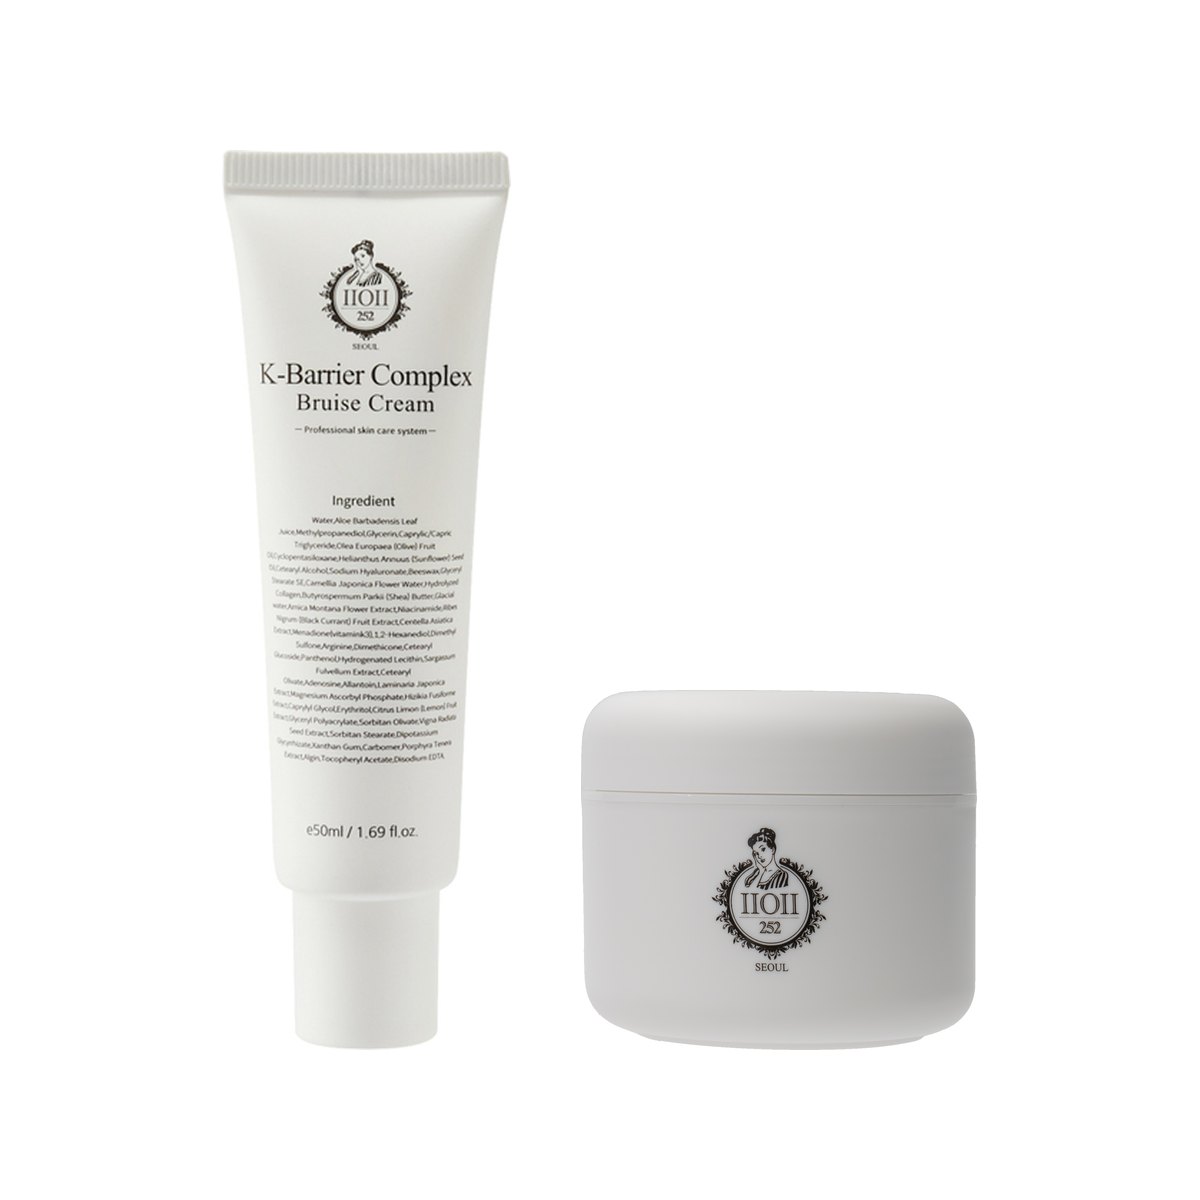 IIOII
252
SEOUL
K-Barrier Complex
Bruise Cream
— Professional skin care system —
Ingredient
Water,Aloe Barbadensis Leaf
Juice,Methylpropanediol,Glycerin,Caprylic/Capric
Triglyceride,Olea Europaea (Olive) Fruit
Oil,Cyclopentasiloxane,Helianthus Annuus (Sunflower) Seed
Oil,Cetearyl Alcohol,Sodium Hyaluronate,Beeswax,Glyceryl
Stearate SE,Camellia Japonica Flower Water,Hydrolyzed
Collagen,Butyrospermum Parkii (Shea) Butter,Glacial
water,Arnica Montana Flower Extract,Niacinamide,Ribes
Nigrum (Black Currant) Fruit Extract,Centella Asiatica
Extract,Menadione(vitamink3),1,2-Hexanediol,Dimethyl
Sulfone,Arginine,Dimethicone,Cetearyl
Glucoside,Panthenol,Hydrogenated Lecithin,Sargassum
Fulvellum Extract,Cetearyl
Olivate,Adenosine,Allantoin,Laminaria Japonica
Extract,Magnesium Ascorbyl Phosphate,Hizikia Fusiforme
Extract,Caprylyl Glycol,Erythritol,Citrus Limon (Lemon) Fruit
Extract,Glyceryl Polyacrylate,Sorbitan Olivate,Vigna Radiata
Seed Extract,Sorbitan Stearate,Dipotassium
Glycyrrhizate,Xanthan Gum,Carbomer,Porphyra Tenera
Extract,Algin,Tocopheryl Acetate,Disodium EDTA.
e50ml / 1.69 fl.oz.
IIOII
252
SEOUL